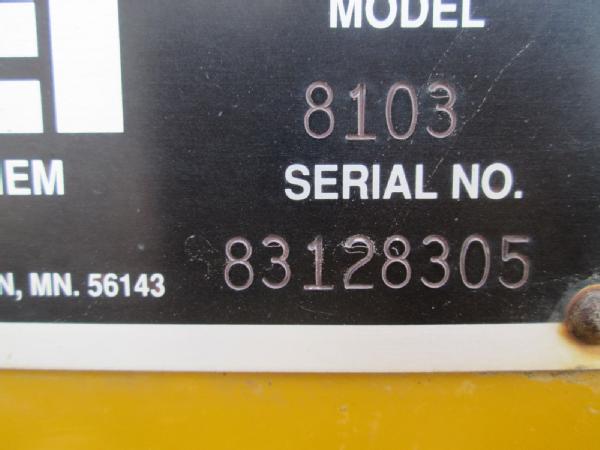 MODEL
8103
SERIAL NO.
83128305
N, MN. 56143